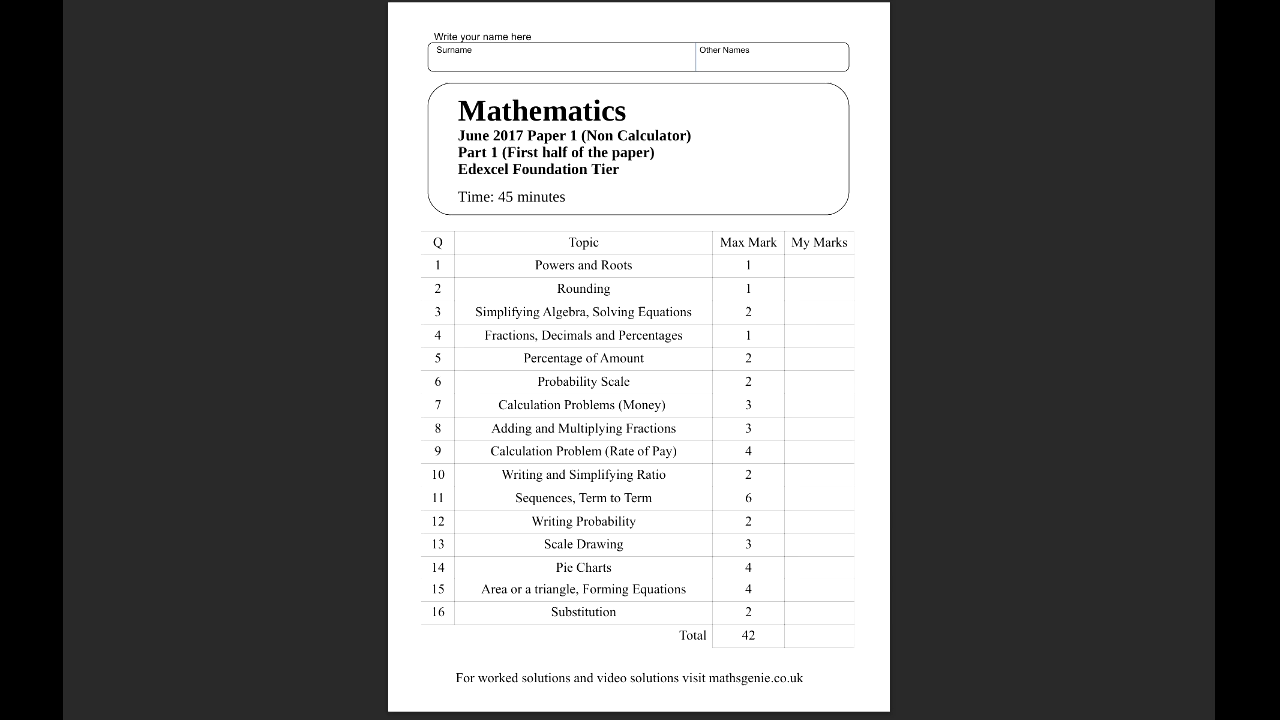 Write your name here
Surname Other Names
Mathematics
June 2017 Paper 1 (Non Calculator)
Part 1 (First half of the paper)
Edexcel Foundation Tier
Time: 45 minutes
Q Topic Max Mark My Marks
1 Powers and Roots 1
2 Rounding 1
3 Simplifying Algebra, Solving Equations 2
4 Fractions, Decimals and Percentages 1
5 Percentage of Amount 2
6 Probability Scale 2
7 Calculation Problems (Money) 3
8 Adding and Multiplying Fractions 3
9 Calculation Problem (Rate of Pay) 4
10 Writing and Simplifying Ratio 2
11 Sequences, Term to Term 6
12 Writing Probability 2
13 Scale Drawing 3
14 Pie Charts 4
15 Area or a triangle, Forming Equations 4
16 Substitution 2
Total 42
For worked solutions and video solutions visit mathsgenie.co.uk